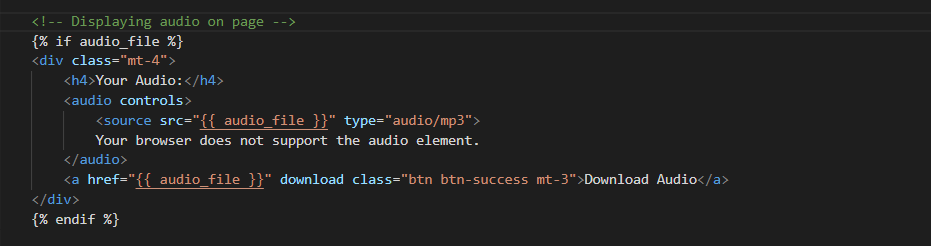 <!-- Displaying audio on page -->
{% if audio_file %}
<div class="mt-4">
    <h4>Your Audio:</h4>
    <audio controls>
        <source src="{{ audio_file }}" type="audio/mp3">
        Your browser does not support the audio element.
    </audio>
    <a href="{{ audio_file }}" download class="btn btn-success mt-3">Download Audio</a>
</div>
{% endif %}